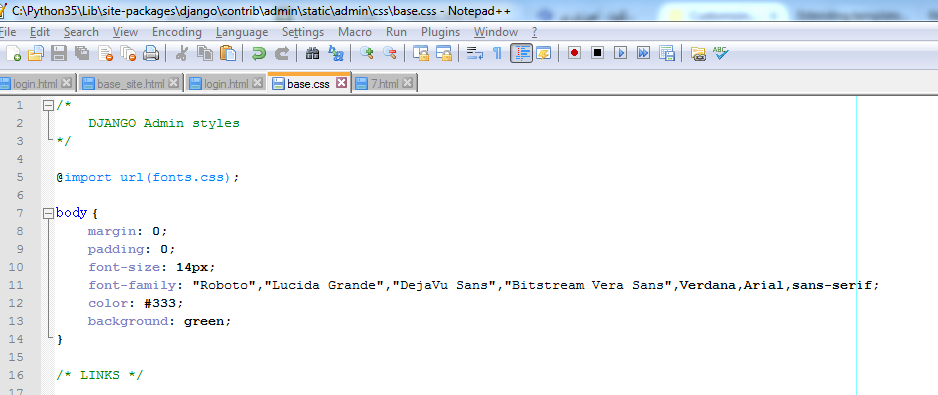 C:\Python35\Lib\site-packages\django\contrib\admin\static\admin\css\base.css - Notepad++
File Edit Search View Encoding Language Settings Macro Run Plugins Window ?
ABC
login.html base_site.html login.html base.css 7.html
1 /*
2 DJANGO Admin styles
3 */
4
5 @import url(fonts.css);
6
7 body {
8 margin: 0;
9 padding: 0;
10 font-size: 14px;
11 font-family: "Roboto","Lucida Grande","DejaVu Sans","Bitstream Vera Sans",Verdana,Arial,sans-serif;
12 color: #333;
13 background: green;
14 }
15
16 /* LINKS */
17